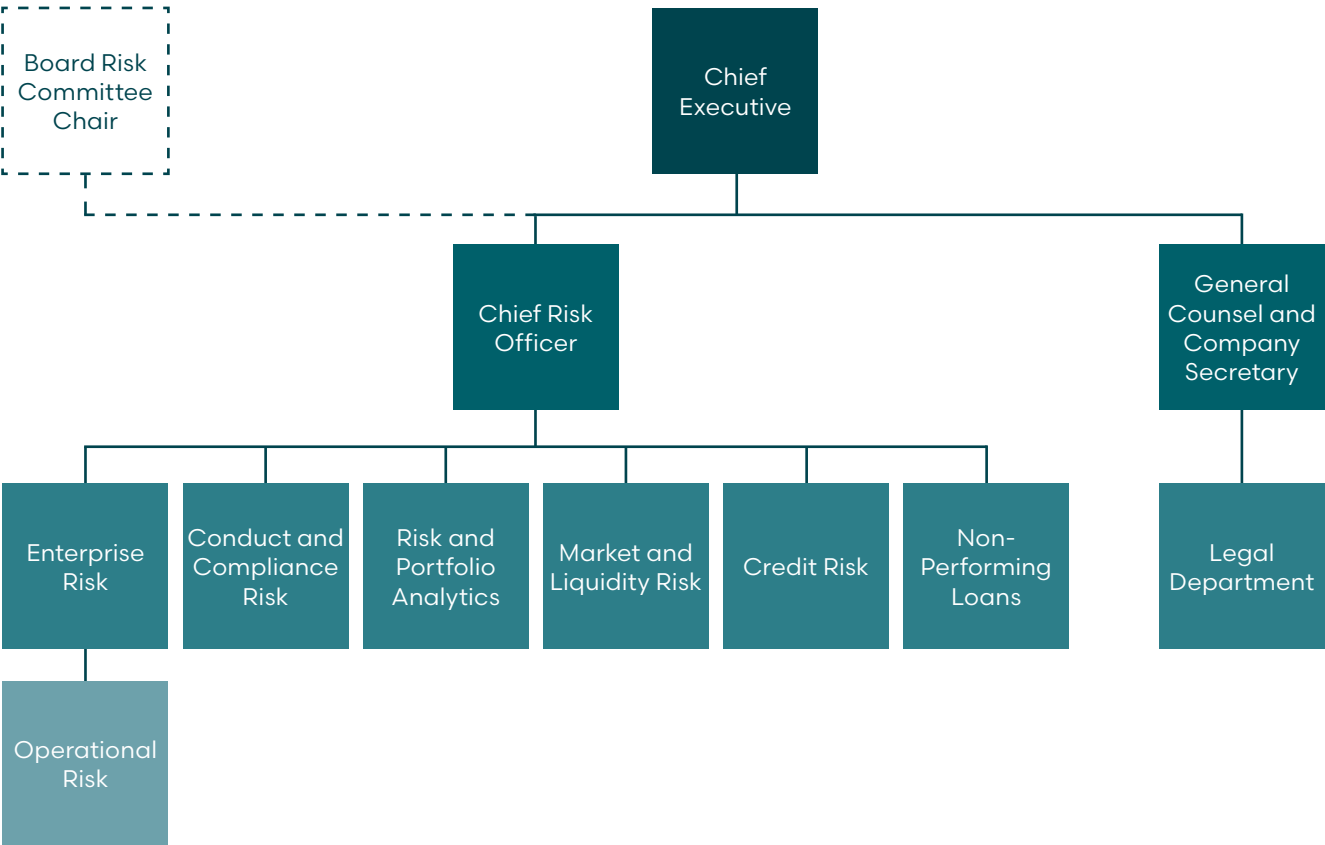 Board Risk
Committee
Chair
Chief
Executive
Chief Risk
Officer
General
Counsel and
Company
Secretary
Enterprise
Risk
Conduct and
Compliance
Risk
Risk and
Portfolio
Analytics
Market and
Liquidity Risk
Credit Risk
Non-
Performing
Loans
Legal
Department
Operational
Risk